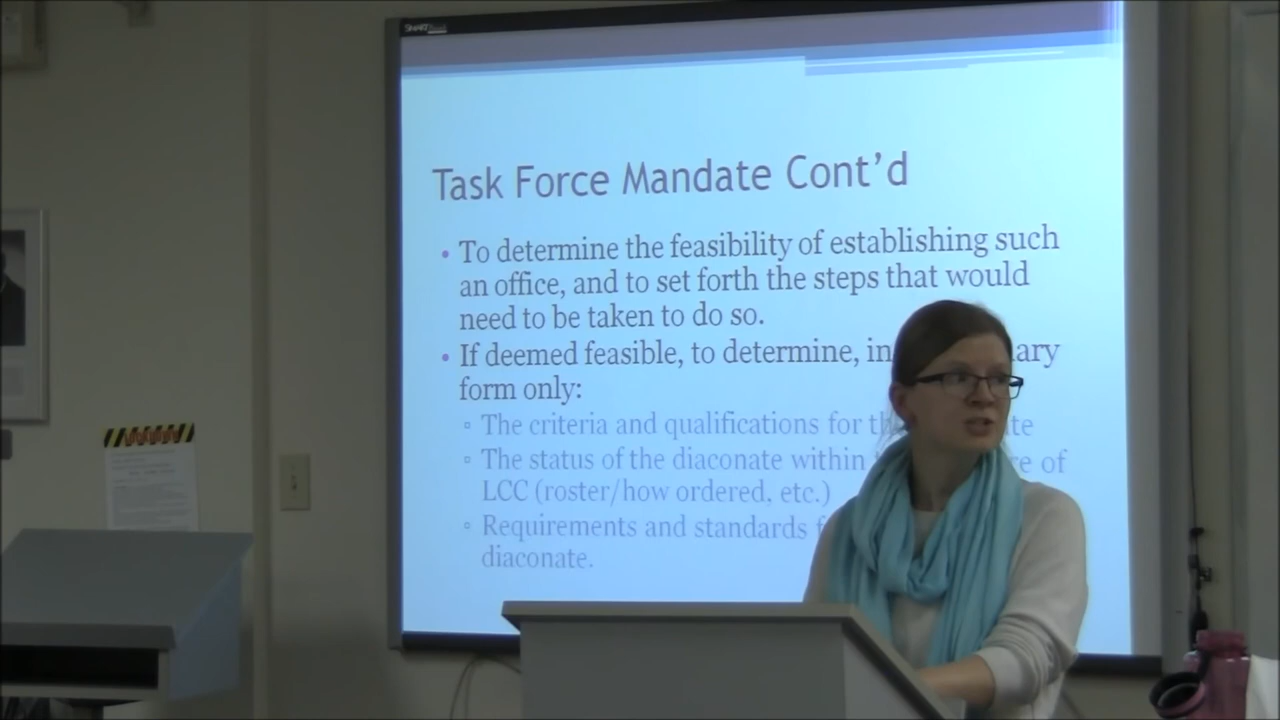 SMART
Task Force Mandate Cont’d
• To determine the feasibility of establishing such
an office, and to set forth the steps that would
need to be taken to do so.
• If deemed feasible, to determine, in ary
form only:
▫ The criteria and qualifications for
▫ The status of the diaconate within of
LCC (roster/how ordered, etc.)
▫ Requirements and standards
diaconate.